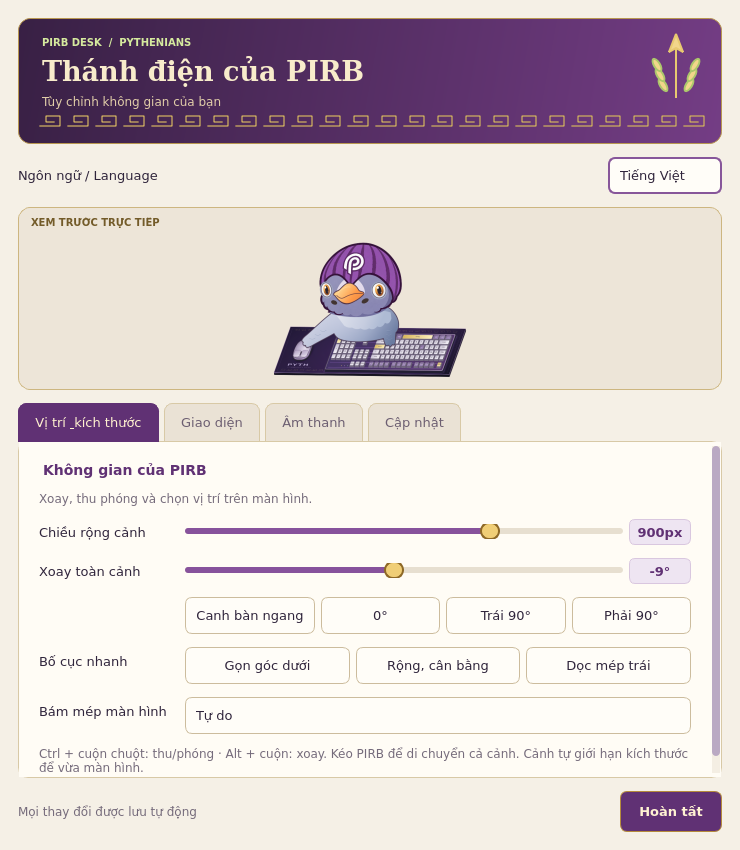 PIRB DESK / PYTHENIANS
Thánh điện của PIRB
Tùy chỉnh không gian của bạn
Ngôn ngữ / Language
Tiếng Việt
XEM TRƯỚC TRỰC TIẾP
PYTH
Vị trí _kích thước
Giao diện
Âm thanh
Cập nhật
Không gian của PIRB
Xoay, thu phóng và chọn vị trí trên màn hình.
Chiều rộng cảnh
900px
Xoay toàn cảnh
-9°
Canh bàn ngang
0°
Trái 90°
Phải 90°
Bố cục nhanh
Gọn góc dưới
Rộng, cân bằng
Dọc mép trái
Bám mép màn hình
Tự do
Ctrl + cuộn chuột: thu/phóng · Alt + cuộn: xoay. Kéo PIRB để di chuyển cả cảnh. Cảnh tự giới hạn kích thước
để vừa màn hình.
Mọi thay đổi được lưu tự động
Hoàn tất